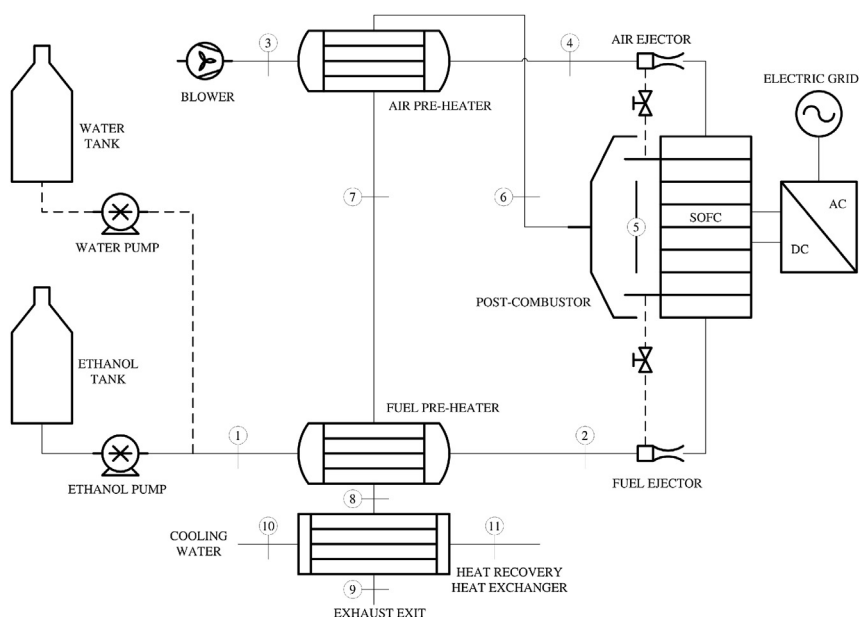 3
4
AIR EJECTOR
BLOWER
AIR PRE-HEATER
ELECTRIC GRID
WATER
TANK
7
6
5
SOFC
AC
DC
WATER PUMP
POST-COMBUSTOR
ETHANOL
TANK
FUEL PRE-HEATER
1
2
ETHANOL PUMP
FUEL EJECTOR
8
COOLING
WATER
10
11
HEAT RECOVERY
HEAT EXCHANGER
9
EXHAUST EXIT